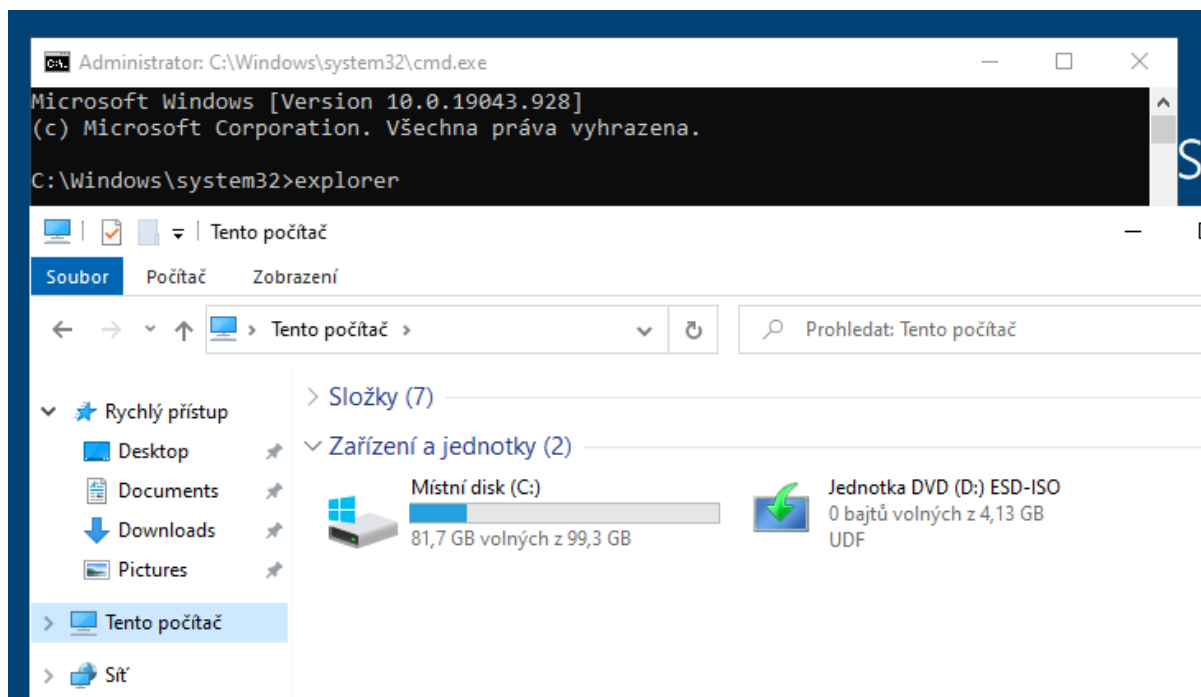 Administrator: C:\Windows\system32\cmd.exe
Microsoft Windows [Version 10.0.19043.928]
(c) Microsoft Corporation. Všechna práva vyhrazena.
C:\Windows\system32>explorer
S
Tento počítač
Soubor Počítač Zobrazení
Tento počítač
Prohledat: Tento počítač
Rychlý přístup
Desktop
Documents
Downloads
Pictures
Tento počítač
Síť
Složky (7)
Zařízení a jednotky (2)
Místní disk (C:)
81,7 GB volných z 99,3 GB
Jednotka DVD (D:) ESD-ISO
0 bajtů volných z 4,13 GB
UDF